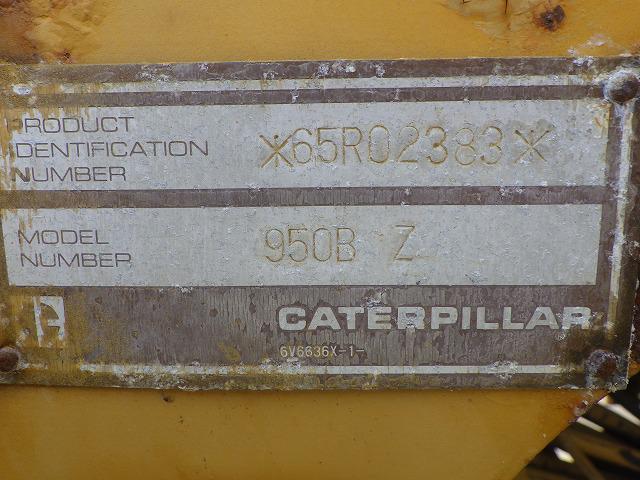 PRODUCT
IDENTIFICATION
NUMBER
*65R02383*
MODEL
NUMBER
950B Z
CATERPILLAR
6V6636X-1-